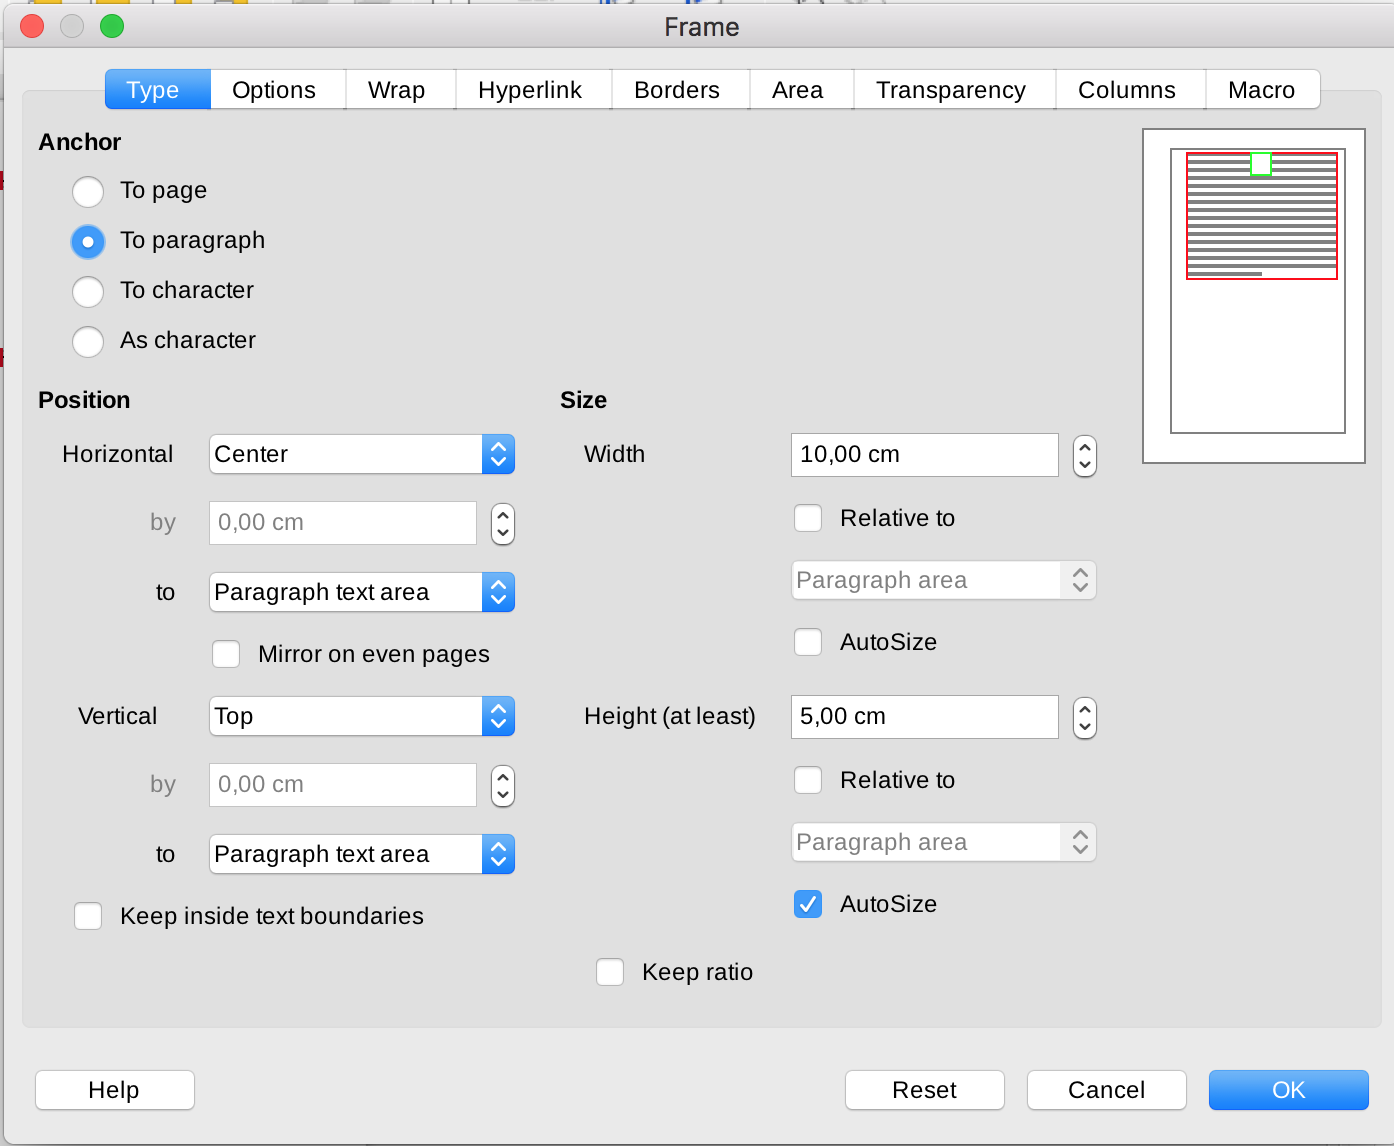 Frame
Type Options Wrap Hyperlink Borders Area Transparency Columns Macro
Anchor
To page
To paragraph
To character
As character
Position Size
Horizontal Center Width 10,00 cm
by 0,00 cm Relative to
to Paragraph text area Paragraph area
Mirror on even pages AutoSize
Vertical Top Height (at least) 5,00 cm
by 0,00 cm Relative to
to Paragraph text area Paragraph area
Keep inside text boundaries AutoSize
Keep ratio
Help Reset Cancel OK